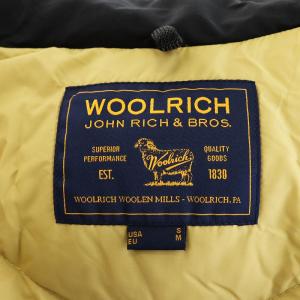 WOOLRICH
JOHN RICH & BROS.
SUPERIOR PERFORMANCE QUALITY GOODS
Woolrich
EST. 1830
WOOLRICH WOOLEN MILLS - WOOLRICH, PA
USA S
EU M